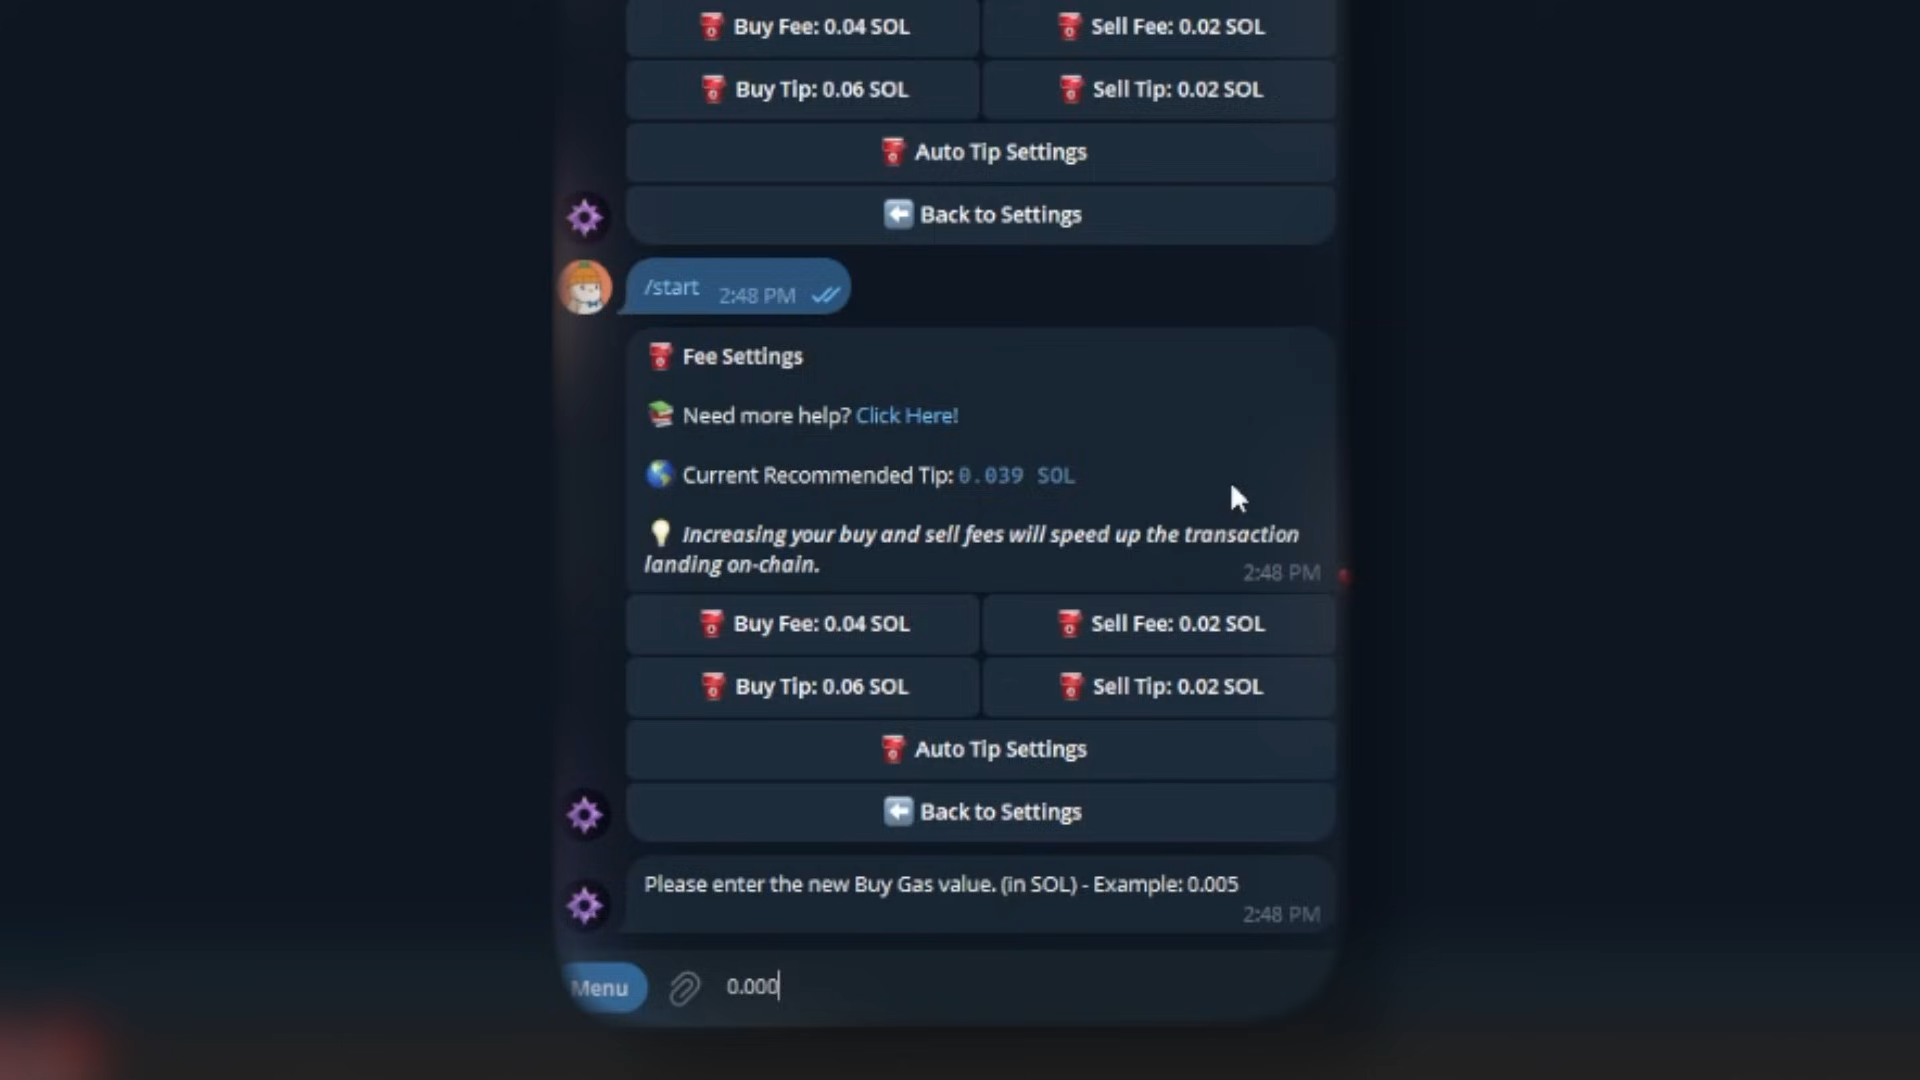 Buy Fee: 0.04 SOL
Sell Fee: 0.02 SOL
Buy Tip: 0.06 SOL
Sell Tip: 0.02 SOL
Auto Tip Settings
Back to Settings
/start 2:48 PM
Fee Settings
Need more help? Click Here!
Current Recommended Tip: 0.039 SOL
Increasing your buy and sell fees will speed up the transaction
landing on-chain.
2:48 PM
Buy Fee: 0.04 SOL
Sell Fee: 0.02 SOL
Buy Tip: 0.06 SOL
Sell Tip: 0.02 SOL
Auto Tip Settings
Back to Settings
Please enter the new Buy Gas value. (in SOL) - Example: 0.005
2:48 PM
Menu
0.000